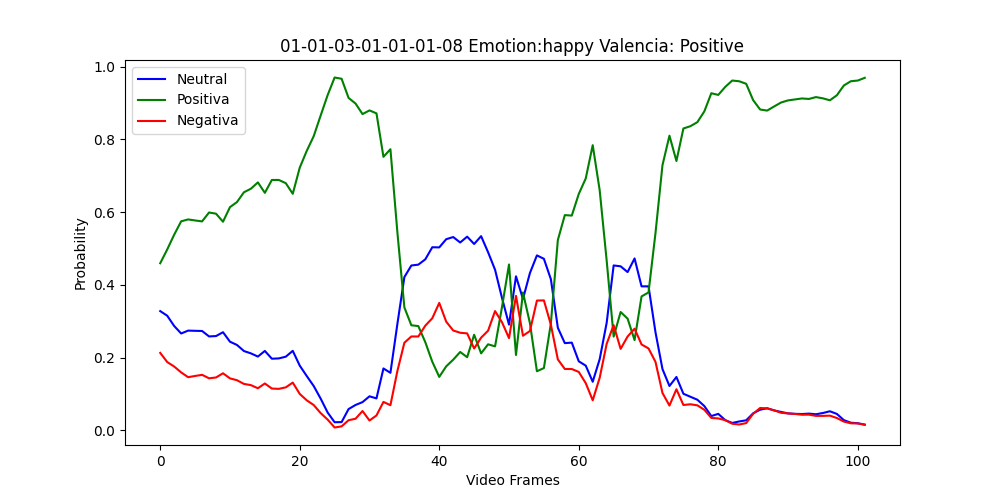 01-01-03-01-01-01-08 Emotion:happy Valencia: Positive
Neutral
Positiva
Negativa
1.0
0.8
0.6
0.4
0.2
0.0
Probability
0 20 40 60 80 100
Video Frames